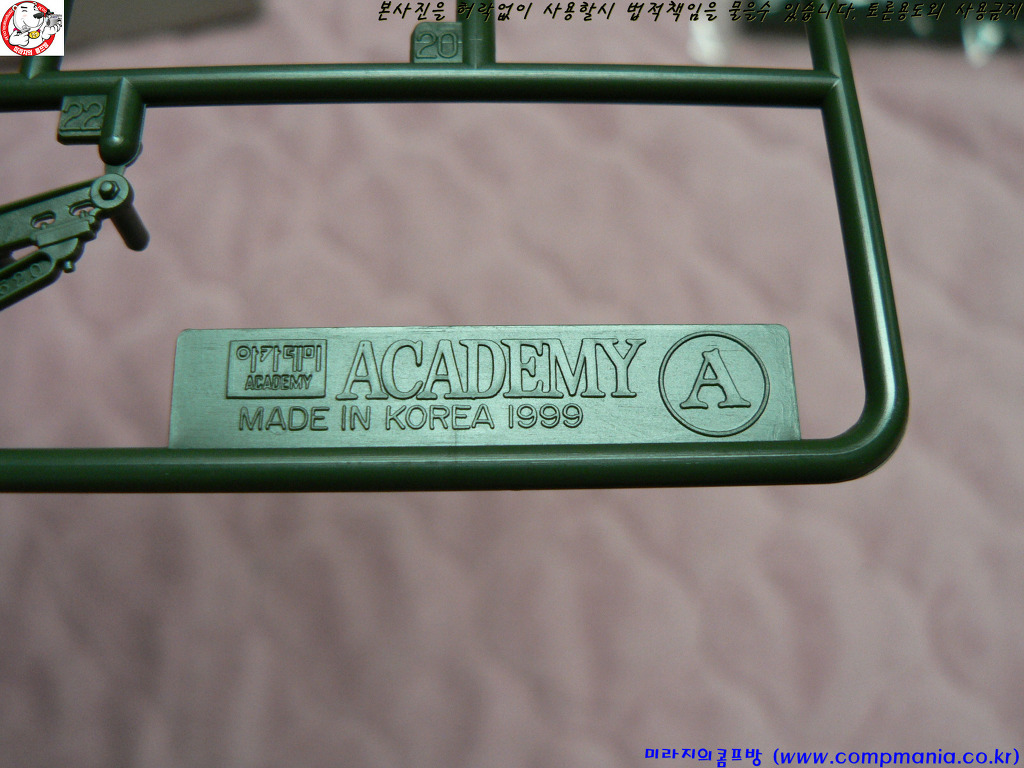 본사진을 허락없이 사용할시 법적책임을 물을수 있습니다. 토론용도외 사용금지
20
22
아카데미
ACADEMY
ACADEMY
A
MADE IN KOREA 1999
미라지의콤프방 (www.compmania.co.kr)